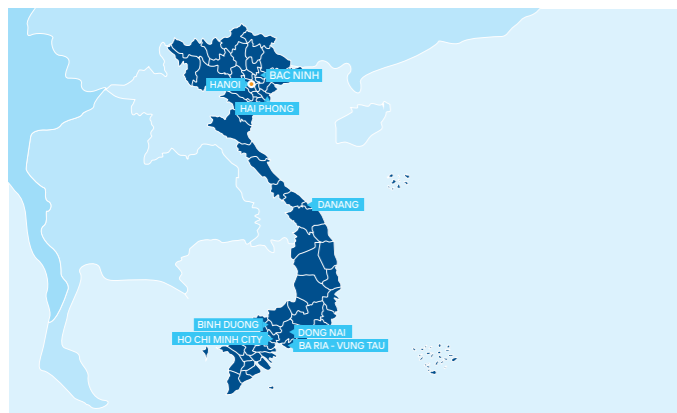 BAC NINH
HANOI
HAI PHONG
DANANG
BINH DUONG
DONG NAI
HO CHI MINH CITY
BA RIA - VUNG TAU